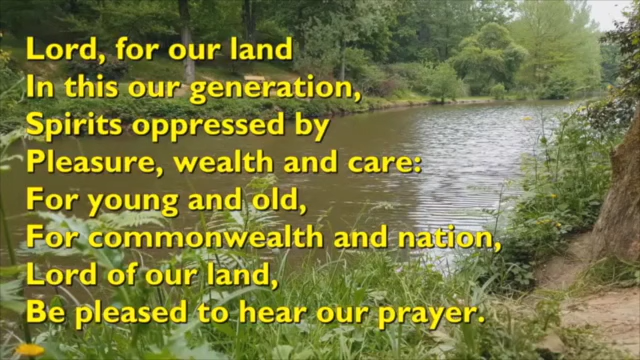 Lord, for our land
In this our generation,
Spirits oppressed by
Pleasure, wealth and care:
For young and old,
For commonwealth and nation,
Lord of our land,
Be pleased to hear our prayer.